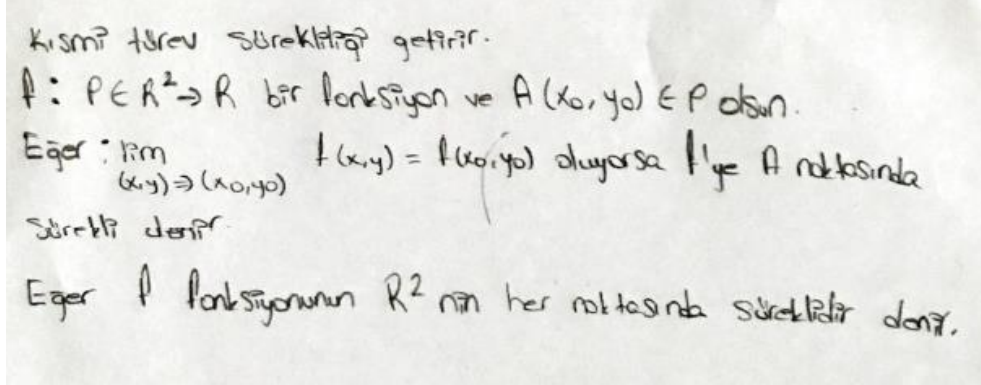 Kısmi türev sürekliliği getirir.
f: P ∈ R² → R bir fonksiyon ve A(x₀, y₀) ∈ P olsun.
Eğer: lim f(x,y) = f(x₀,y₀) oluyorsa f'ye A noktasında
(x,y) ⇒ (x₀,y₀)
sürekli denir
Eğer f fonksiyonunun R² nin her noktasında süreklidir denir.